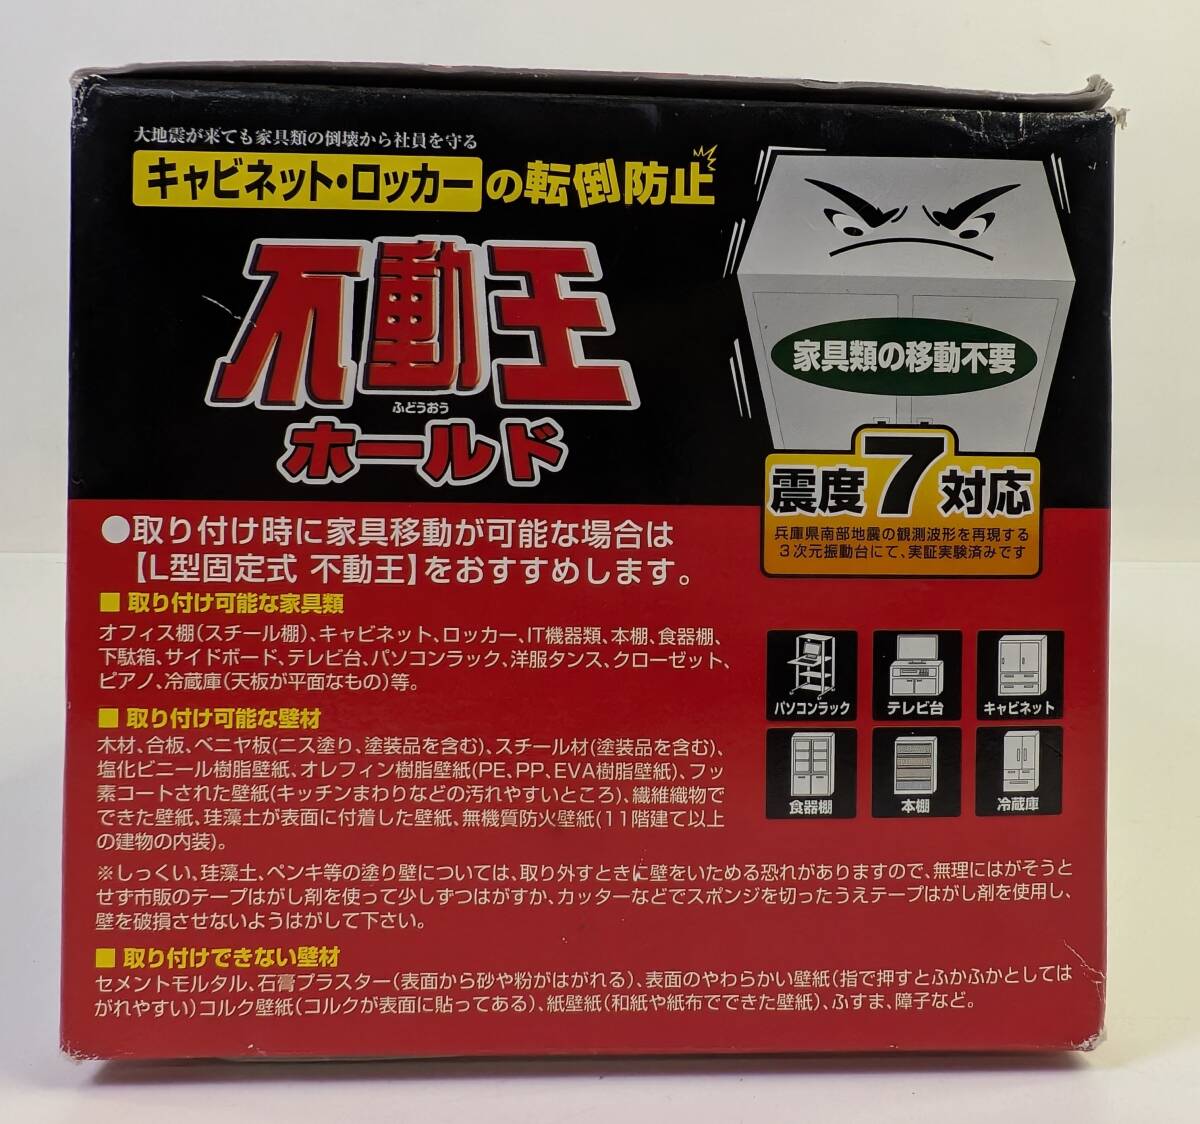 大地震が来ても家具類の倒壊から社員を守る
キャビネット・ロッカーの転倒防止
不動王
ふどうおう
ホールド
家具類の移動不要
震度7対応
兵庫県南部地震の観測波形を再現する
3次元振動台にて、実証実験済みです
●取り付け時に家具移動が可能な場合は
【L型固定式 不動王】をおすすめします。
■ 取り付け可能な家具類
オフィス棚(スチール棚)、キャビネット、ロッカー、IT機器類、本棚、食器棚、
下駄箱、サイドボード、テレビ台、パソコンラック、洋服タンス、クローゼット、
ピアノ、冷蔵庫(天板が平面なもの)等。
パソコンラック
テレビ台
キャビネット
食器棚
本棚
冷蔵庫
■ 取り付け可能な壁材
木材、合板、ベニヤ板(ニス塗り、塗装品を含む)、スチール材(塗装品を含む)、
塩化ビニール樹脂壁紙、オレフィン樹脂壁紙(PE、PP、EVA樹脂壁紙)、フッ
素コートされた壁紙(キッチンまわりなどの汚れやすいところ)、繊維織物で
できた壁紙、珪藻土が表面に付着した壁紙、無機質防火壁紙(11階建て以上
の建物の内装)。
※しっくい、珪藻土、ペンキ等の塗り壁については、取り外すときに壁をいためる恐れがありますので、無理にはがそうと
せず市販のテープはがし剤を使って少しずつはがすか、カッターなどでスポンジを切ったうえテープはがし剤を使用し、
壁を破損させないようはがして下さい。
■ 取り付けできない壁材
セメントモルタル、石膏プラスター(表面から砂や粉がはがれる)、表面のやわらかい壁紙(指で押すとふかふかとしては
がれやすい)コルク壁紙(コルクが表面に貼ってある)、紙壁紙(和紙や紙布でできた壁紙)、ふすま、障子など。